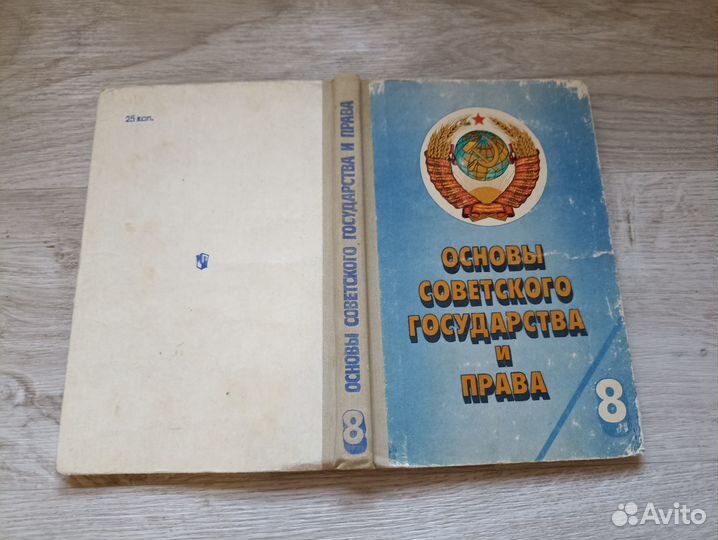 25 коп.
ОСНОВЫ СОВЕТСКОГО ГОСУДАРСТВА И ПРАВА
8
ОСНОВЫ
СОВЕТСКОГО
ГОСУДАРСТВА
И
ПРАВА
8
Avito